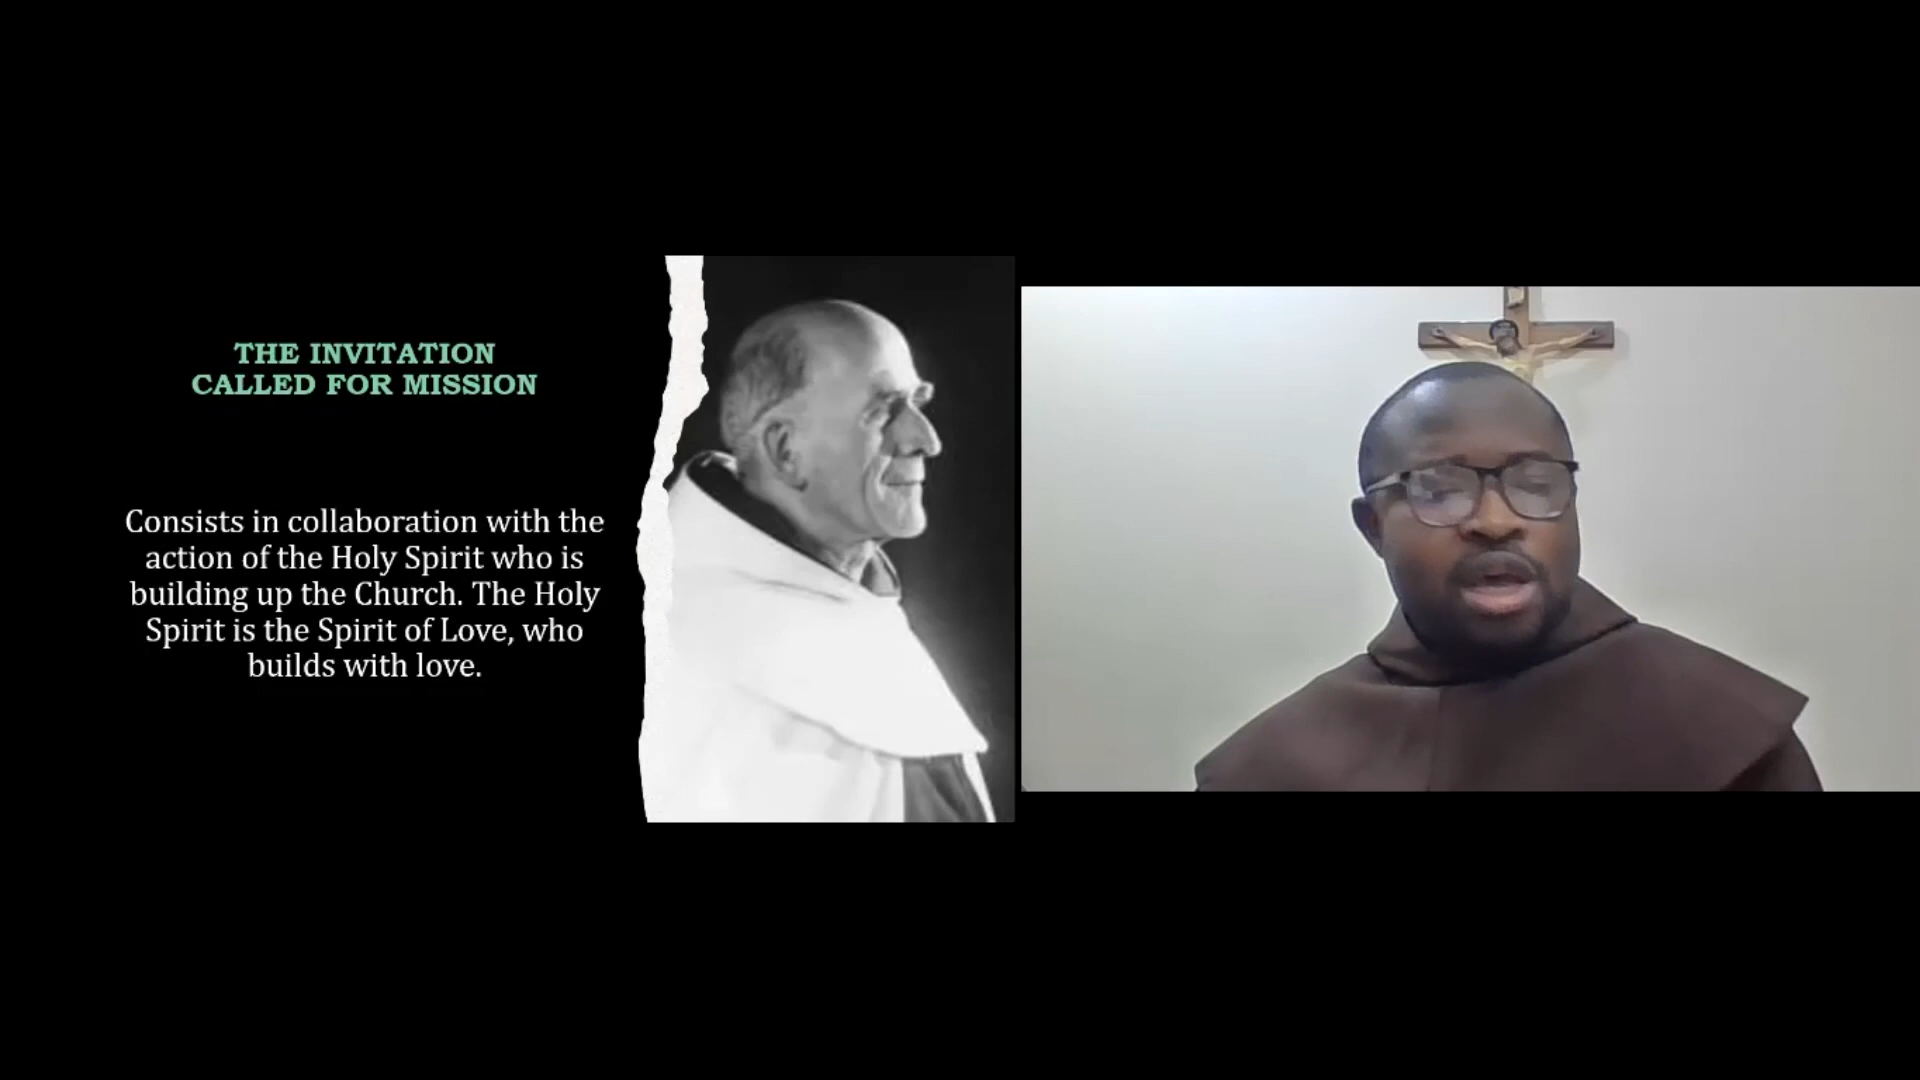 THE INVITATION
CALLED FOR MISSION
Consists in collaboration with the
action of the Holy Spirit who is
building up the Church. The Holy
Spirit is the Spirit of Love, who
builds with love.